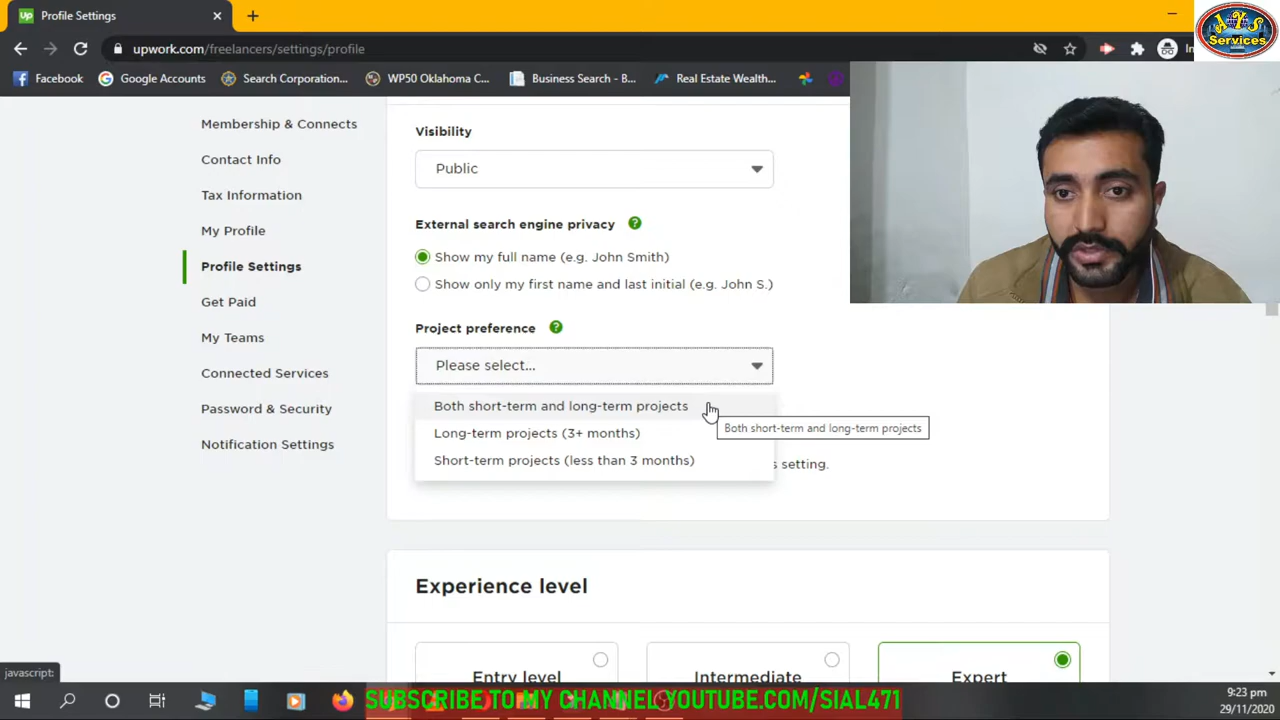 Profile Settings
upwork.com/freelancers/settings/profile
Facebook
Google Accounts
Search Corporation...
WP50 Oklahoma C...
Business Search - B...
Real Estate Wealth...
AYS
Services
Membership & Connects
Contact Info
Tax Information
My Profile
Profile Settings
Get Paid
My Teams
Connected Services
Password & Security
Notification Settings
Visibility
Public
External search engine privacy
Show my full name (e.g. John Smith)
Show only my first name and last initial (e.g. John S.)
Project preference
Please select...
Both short-term and long-term projects
Both short-term and long-term projects
Long-term projects (3+ months)
Short-term projects (less than 3 months)
s setting.
Experience level
Entry level
Intermediate
Expert
javascript:
SUBSCRIBE TO MY CHANNEL YOUTUBE.COM/SIAL471
9:23 pm
29/11/2020